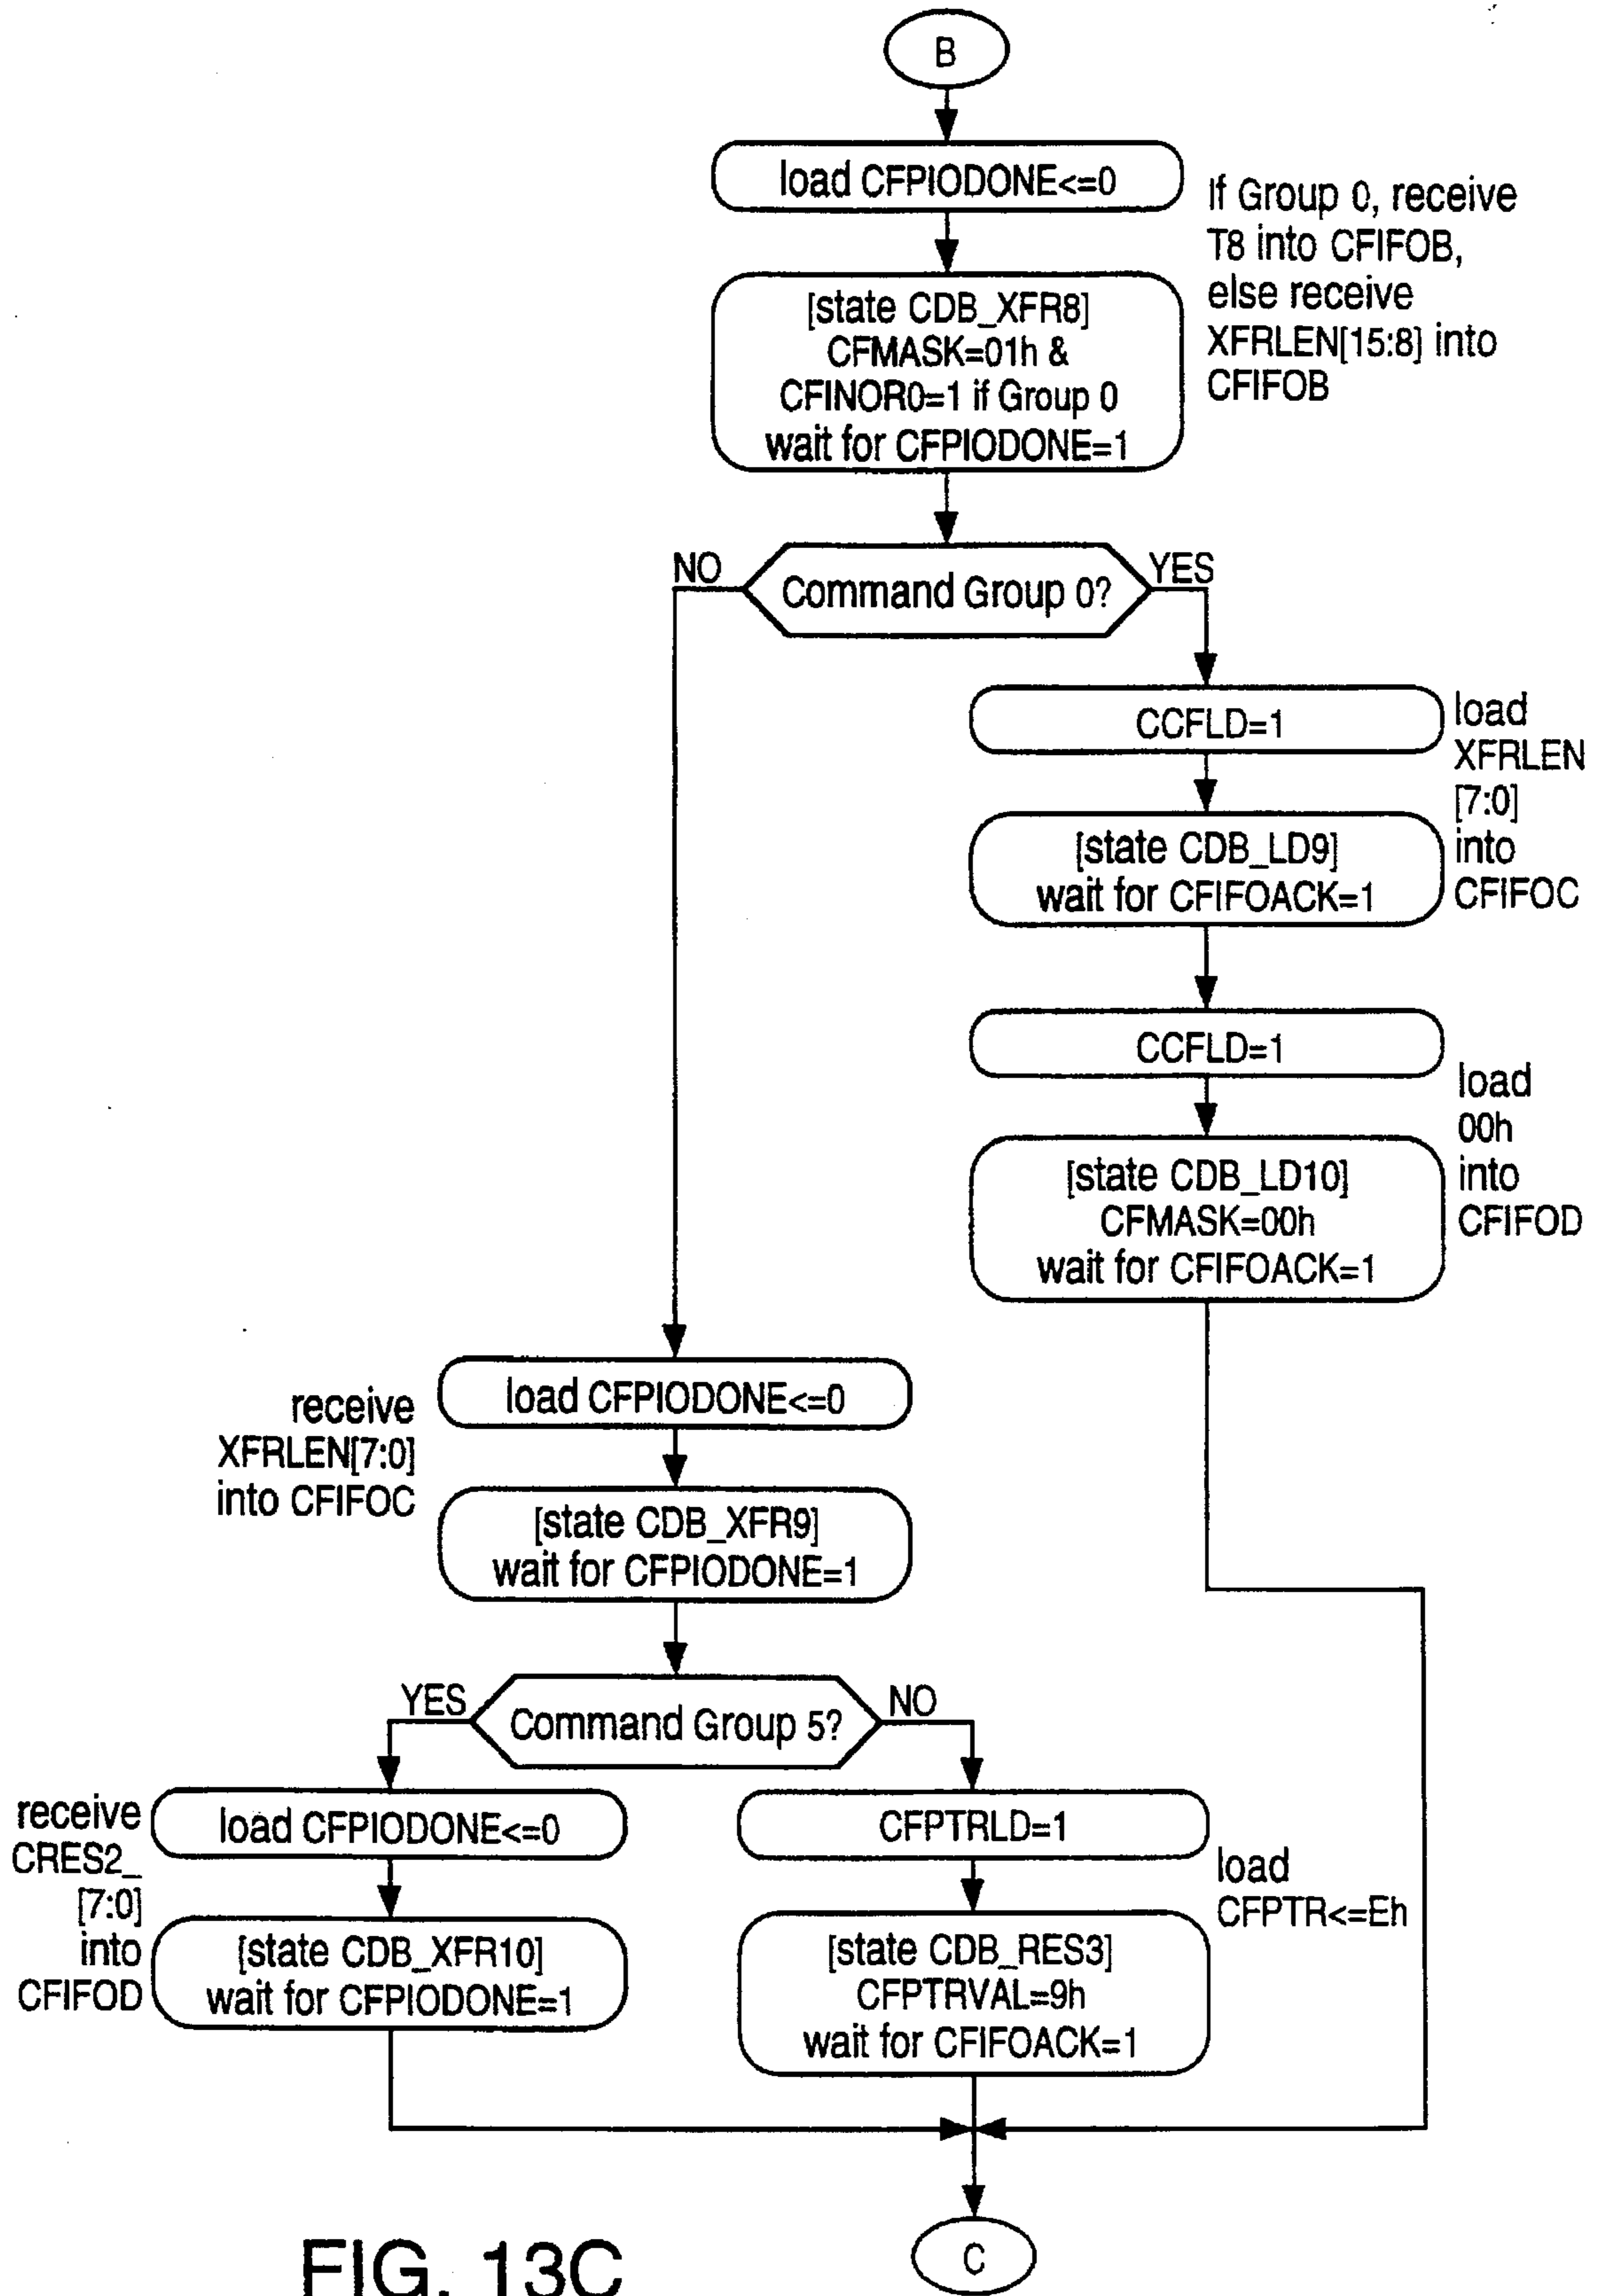 B
load CFPIODONE<=0
If Group 0, receive
T8 into CFIFOB,
else receive
XFRLEN[15:8] into
CFIFOB
[state CDB_XFR8]
CFMASK=01h &
CFINOR0=1 if Group 0
wait for CFPIODONE=1
NO
Command Group 0?
YES
CCFLD=1
load
XFRLEN
[7:0]
into
CFIFOC
[state CDB_LD9]
wait for CFIFOACK=1
CCFLD=1
load
00h
into
CFIFOD
[state CDB_LD10]
CFMASK=00h
wait for CFIFOACK=1
load CFPIODONE<=0
receive
XFRLEN[7:0]
into CFIFOC
[state CDB_XFR9]
wait for CFPIODONE=1
YES
Command Group 5?
NO
receive
CRES2_
[7:0]
into
CFIFOD
load CFPIODONE<=0
[state CDB_XFR10]
wait for CFPIODONE=1
CFPTRLD=1
load
CFPTR<=Eh
[state CDB_RES3]
CFPTRVAL=9h
wait for CFIFOACK=1
C
FIG. 13C